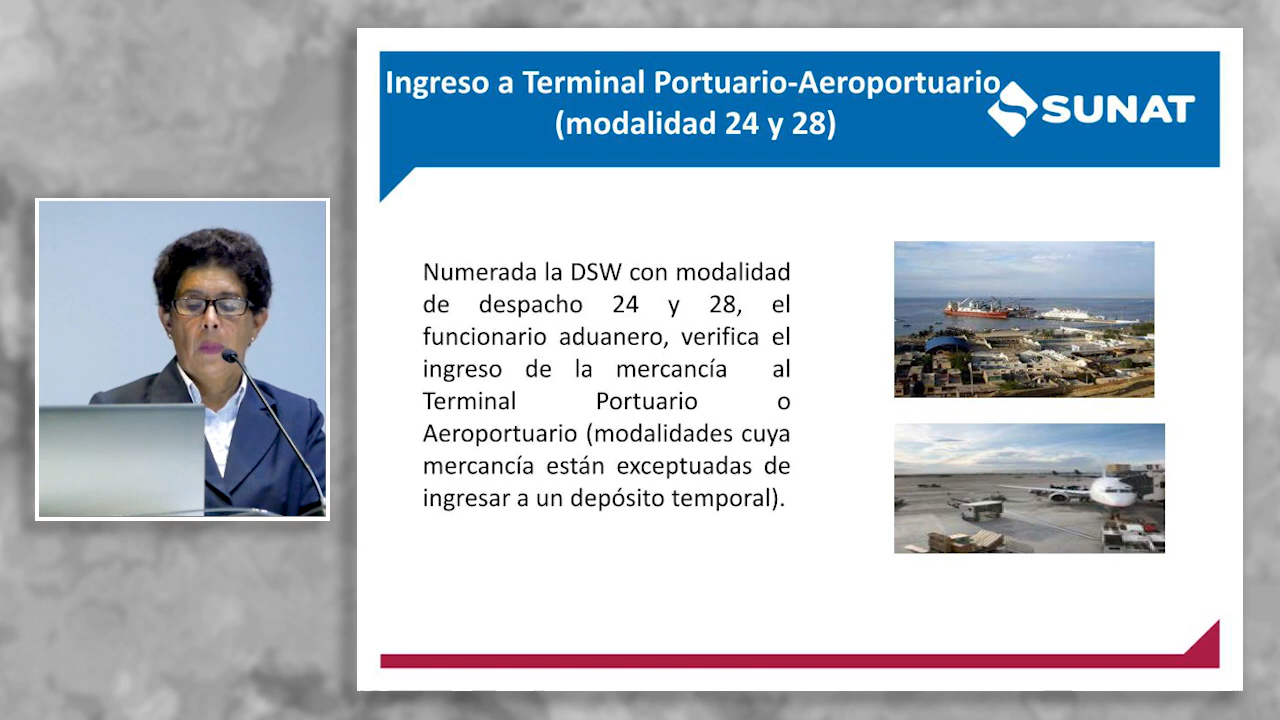 Ingreso a Terminal Portuario-Aeroportuario
(modalidad 24 y 28)
SUNAT
Numerada la DSW con modalidad
de despacho 24 y 28, el
funcionario aduanero, verifica el
ingreso de la mercancía al
Terminal Portuario o
Aeroportuario (modalidades cuya
mercancía están exceptuadas de
ingresar a un depósito temporal).